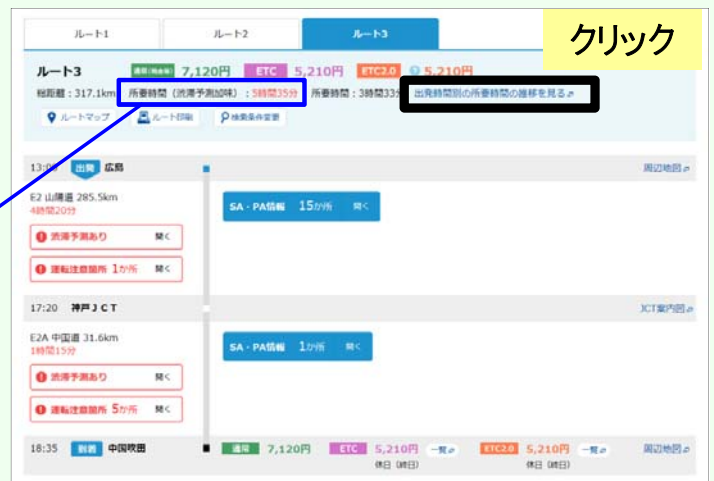 クリック
ルート1 ルート2 ルート3
ルート3 通常(料金等) 7,120円 ETC 5,210円 ETC2.0 5,210円
総距離：317.1km 所要時間（渋滞予測加味）：5時間35分 所要時間：3時間33分 出発時間別の所要時間の推移を見る
ルートマップ ルート印刷 検索条件変更
13:00 出発 広島 周辺地図
E2 山陽道 285.5km
4時間20分
SA・PA情報 15か所 開く
渋滞予測あり 開く
運転注意箇所 1か所 開く
17:20 神戸JCT JCT案内図
E2A 中国道 31.6km
1時間15分
SA・PA情報 1か所 開く
渋滞予測あり 開く
運転注意箇所 5か所 開く
18:35 到着 中国吹田 通常 7,120円 ETC 5,210円 一覧 ETC2.0 5,210円 一覧 周辺地図
休日（終日） 休日（終日）